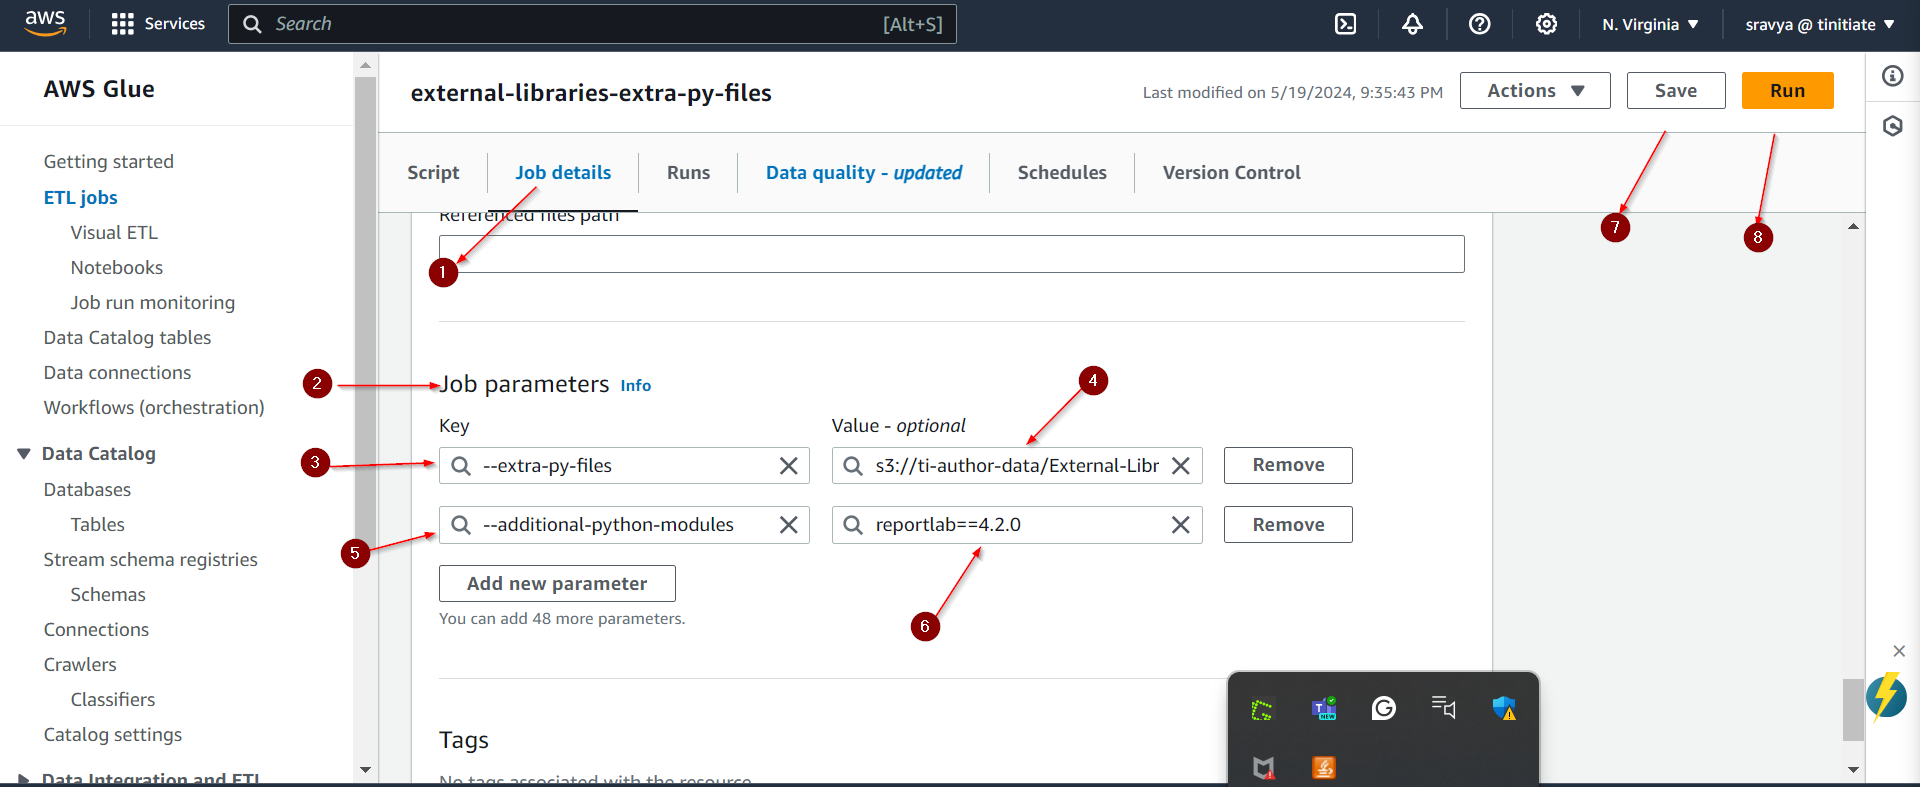 aws
Services
Search
[Alt+S]
N. Virginia
sravya @ tinitiate
AWS Glue
Getting started
ETL jobs
Visual ETL
Notebooks
Job run monitoring
Data Catalog tables
Data connections
Workflows (orchestration)
Data Catalog
Databases
Tables
Stream schema registries
Schemas
Connections
Crawlers
Classifiers
Catalog settings
Data Integration and ETL
external-libraries-extra-py-files
Last modified on 5/19/2024, 9:35:43 PM
Actions
Save
Run
Script
Job details
Runs
Data quality - updated
Schedules
Version Control
7
8
Referenced files path
1
2
Job parameters Info
4
Key
Value - optional
3
--extra-py-files
s3://ti-author-data/External-Libr
Remove
5
--additional-python-modules
reportlab==4.2.0
Remove
Add new parameter
You can add 48 more parameters.
6
Tags
No tags associated with the resource
T
NEW
G